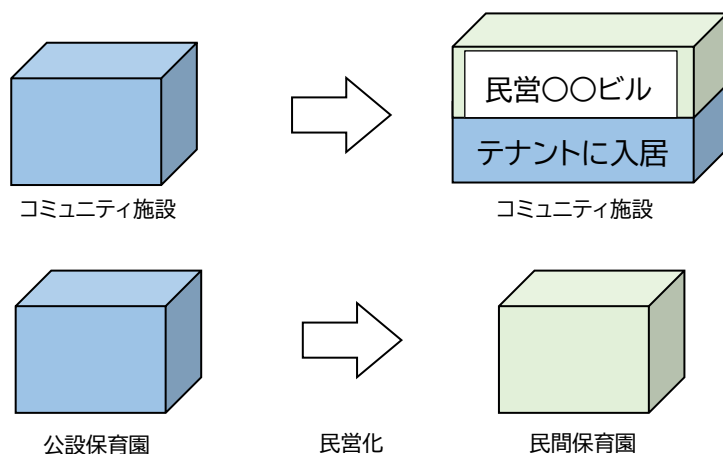 民営〇〇ビル
テナントに入居
コミュニティ施設
コミュニティ施設
公設保育園
民営化
民間保育園